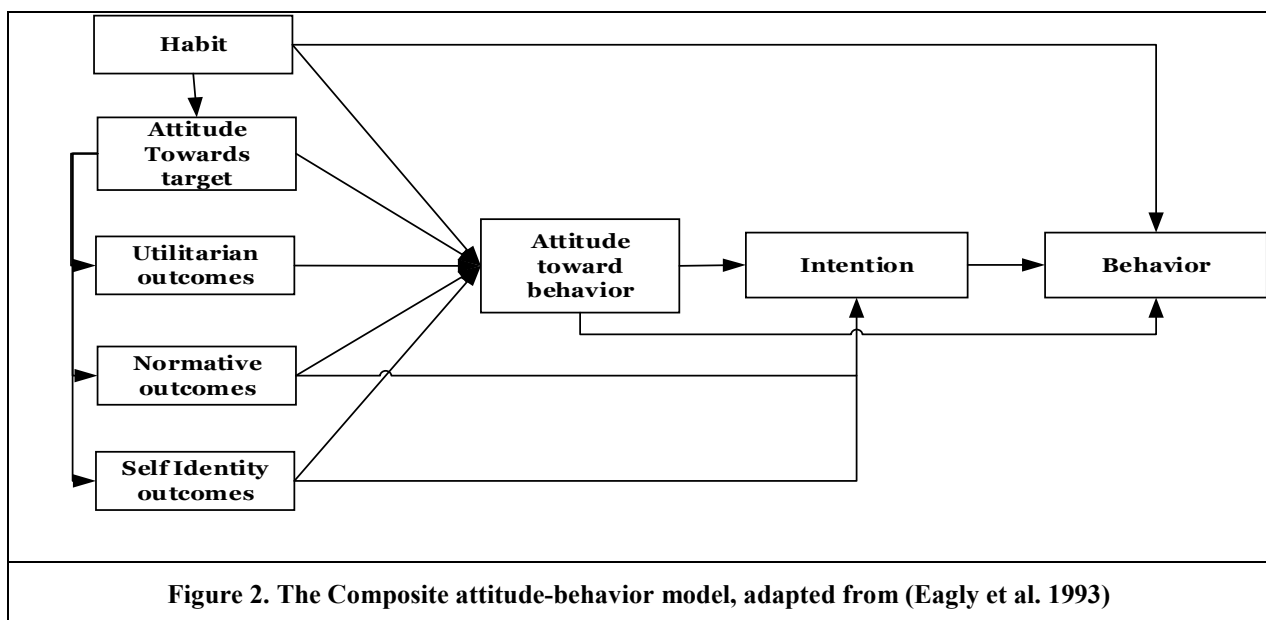 Habit
Attitude
Towards
target
Utilitarian
outcomes
Normative
outcomes
Self Identity
outcomes
Attitude
toward
behavior
Intention
Behavior
Figure 2. The Composite attitude-behavior model, adapted from (Eagly et al. 1993)